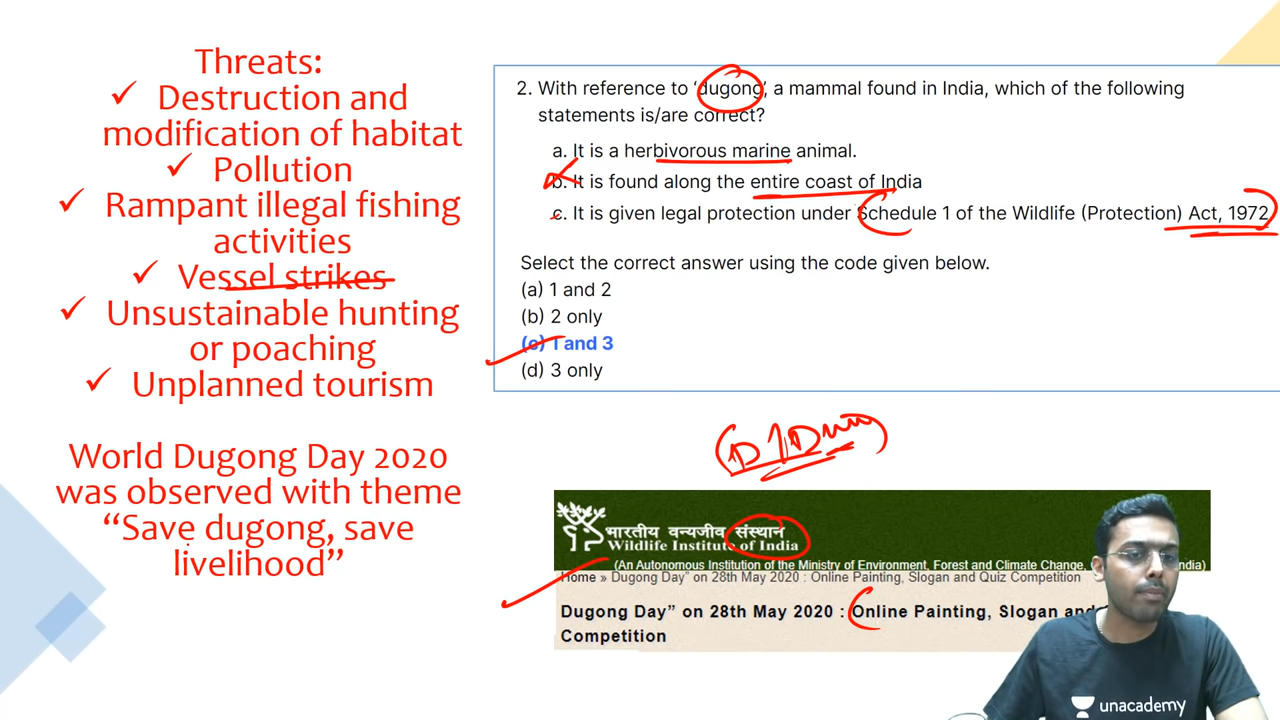 Threats:
✓ Destruction and
modification of habitat
✓ Pollution
✓ Rampant illegal fishing
activities
✓ Vessel strikes
✓ Unsustainable hunting
or poaching
✓ Unplanned tourism
World Dugong Day 2020
was observed with theme
“Save dugong, save
livelihood”
2. With reference to ‘dugong’, a mammal found in India, which of the following
statements is/are correct?
a. It is a herbivorous marine animal.
b. It is found along the entire coast of India
c. It is given legal protection under Schedule 1 of the Wildlife (Protection) Act, 1972
Select the correct answer using the code given below.
(a) 1 and 2
(b) 2 only
(c) 1 and 3
(d) 3 only
भारतीय वन्यजीव संस्थान
Wildlife Institute of India
(An Autonomous Institution of the Ministry of Environment, Forest and Climate Change,
Home » Dugong Day” on 28th May 2020 : Online Painting, Slogan and Quiz Competition
Dugong Day” on 28th May 2020 : Online Painting, Slogan and
Competition
unacademy